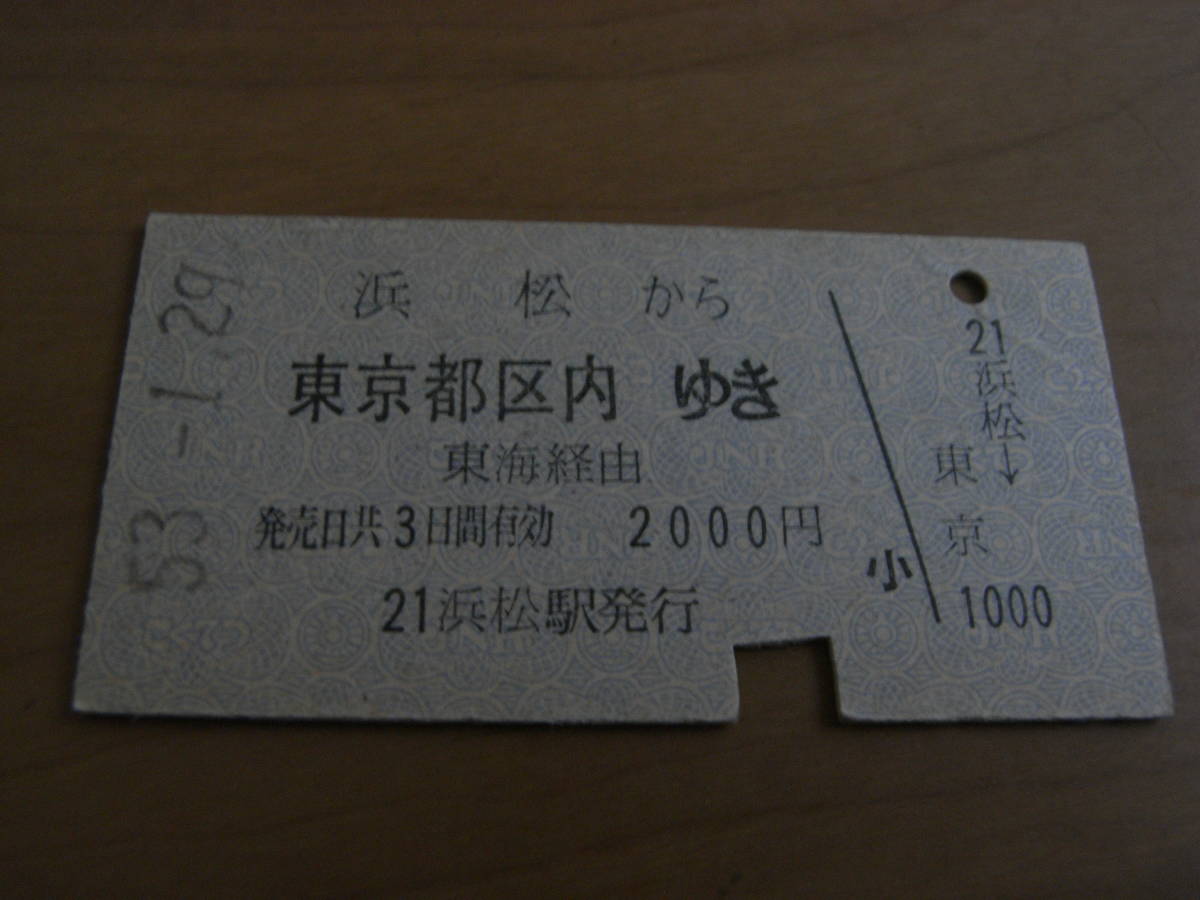 53-1.29
浜松から
東京都区内 ゆき
東海経由
発売日共3日間有効 2000円
21浜松駅発行
小
21浜松→
東京
1000